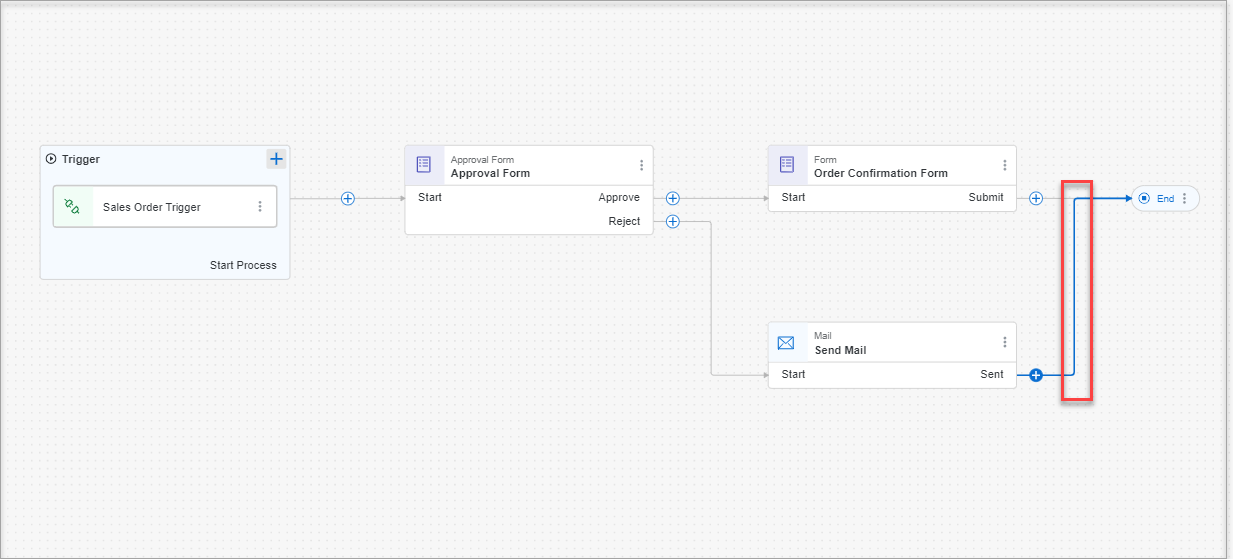 Trigger
Sales Order Trigger
Start Process
Approval Form
Approval Form
Start Approve
Reject
Form
Order Confirmation Form
Start Submit
Mail
Send Mail
Start Sent
End